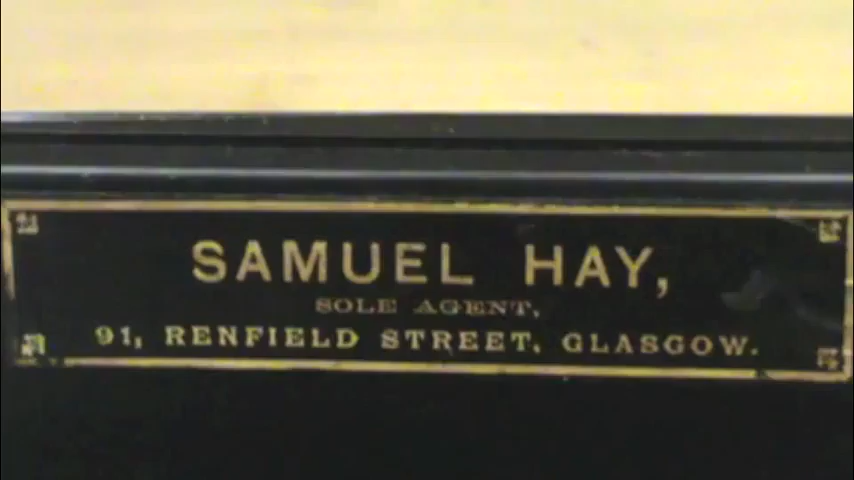 SAMUEL HAY,
SOLE AGENT,
91, RENFIELD STREET, GLASGOW.